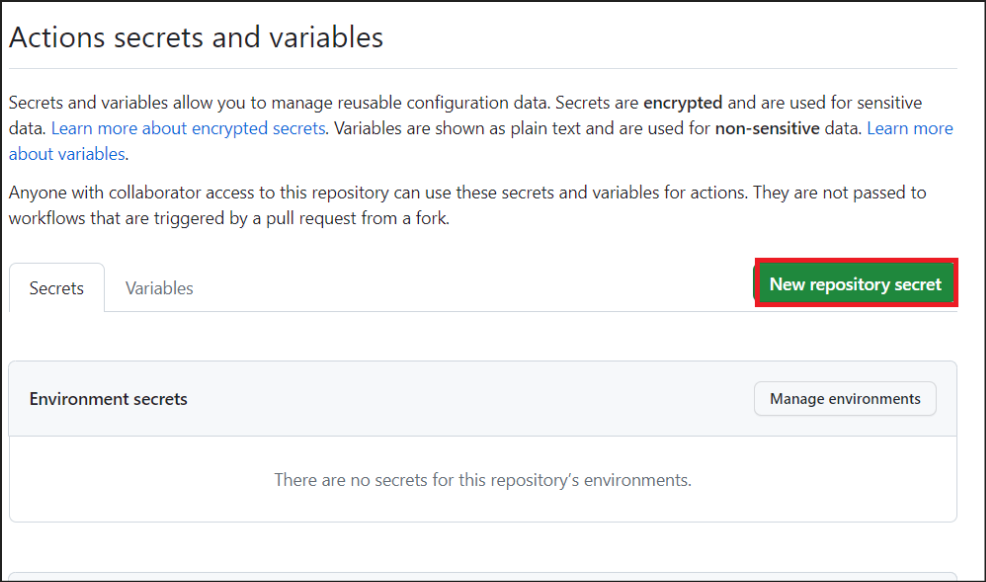 Actions secrets and variables
Secrets and variables allow you to manage reusable configuration data. Secrets are encrypted and are used for sensitive
data. Learn more about encrypted secrets. Variables are shown as plain text and are used for non-sensitive data. Learn more
about variables.
Anyone with collaborator access to this repository can use these secrets and variables for actions. They are not passed to
workflows that are triggered by a pull request from a fork.
Secrets Variables New repository secret
Environment secrets Manage environments
There are no secrets for this repository’s environments.